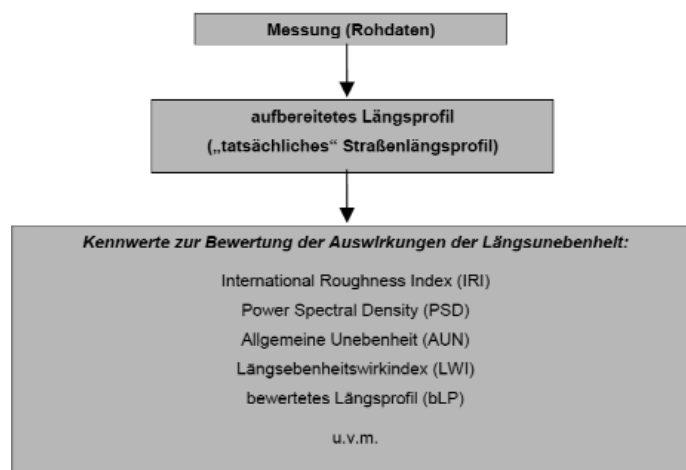 Messung (Rohdaten)
aufbereitetes Längsprofil
(„tatsächliches“ Straßenlängsprofil)
Kennwerte zur Bewertung der Auswirkungen der Längsunebenheit:
International Roughness Index (IRI)
Power Spectral Density (PSD)
Allgemeine Unebenheit (AUN)
Längsebenheitswirkindex (LWI)
bewertetes Längsprofil (bLP)
u.v.m.